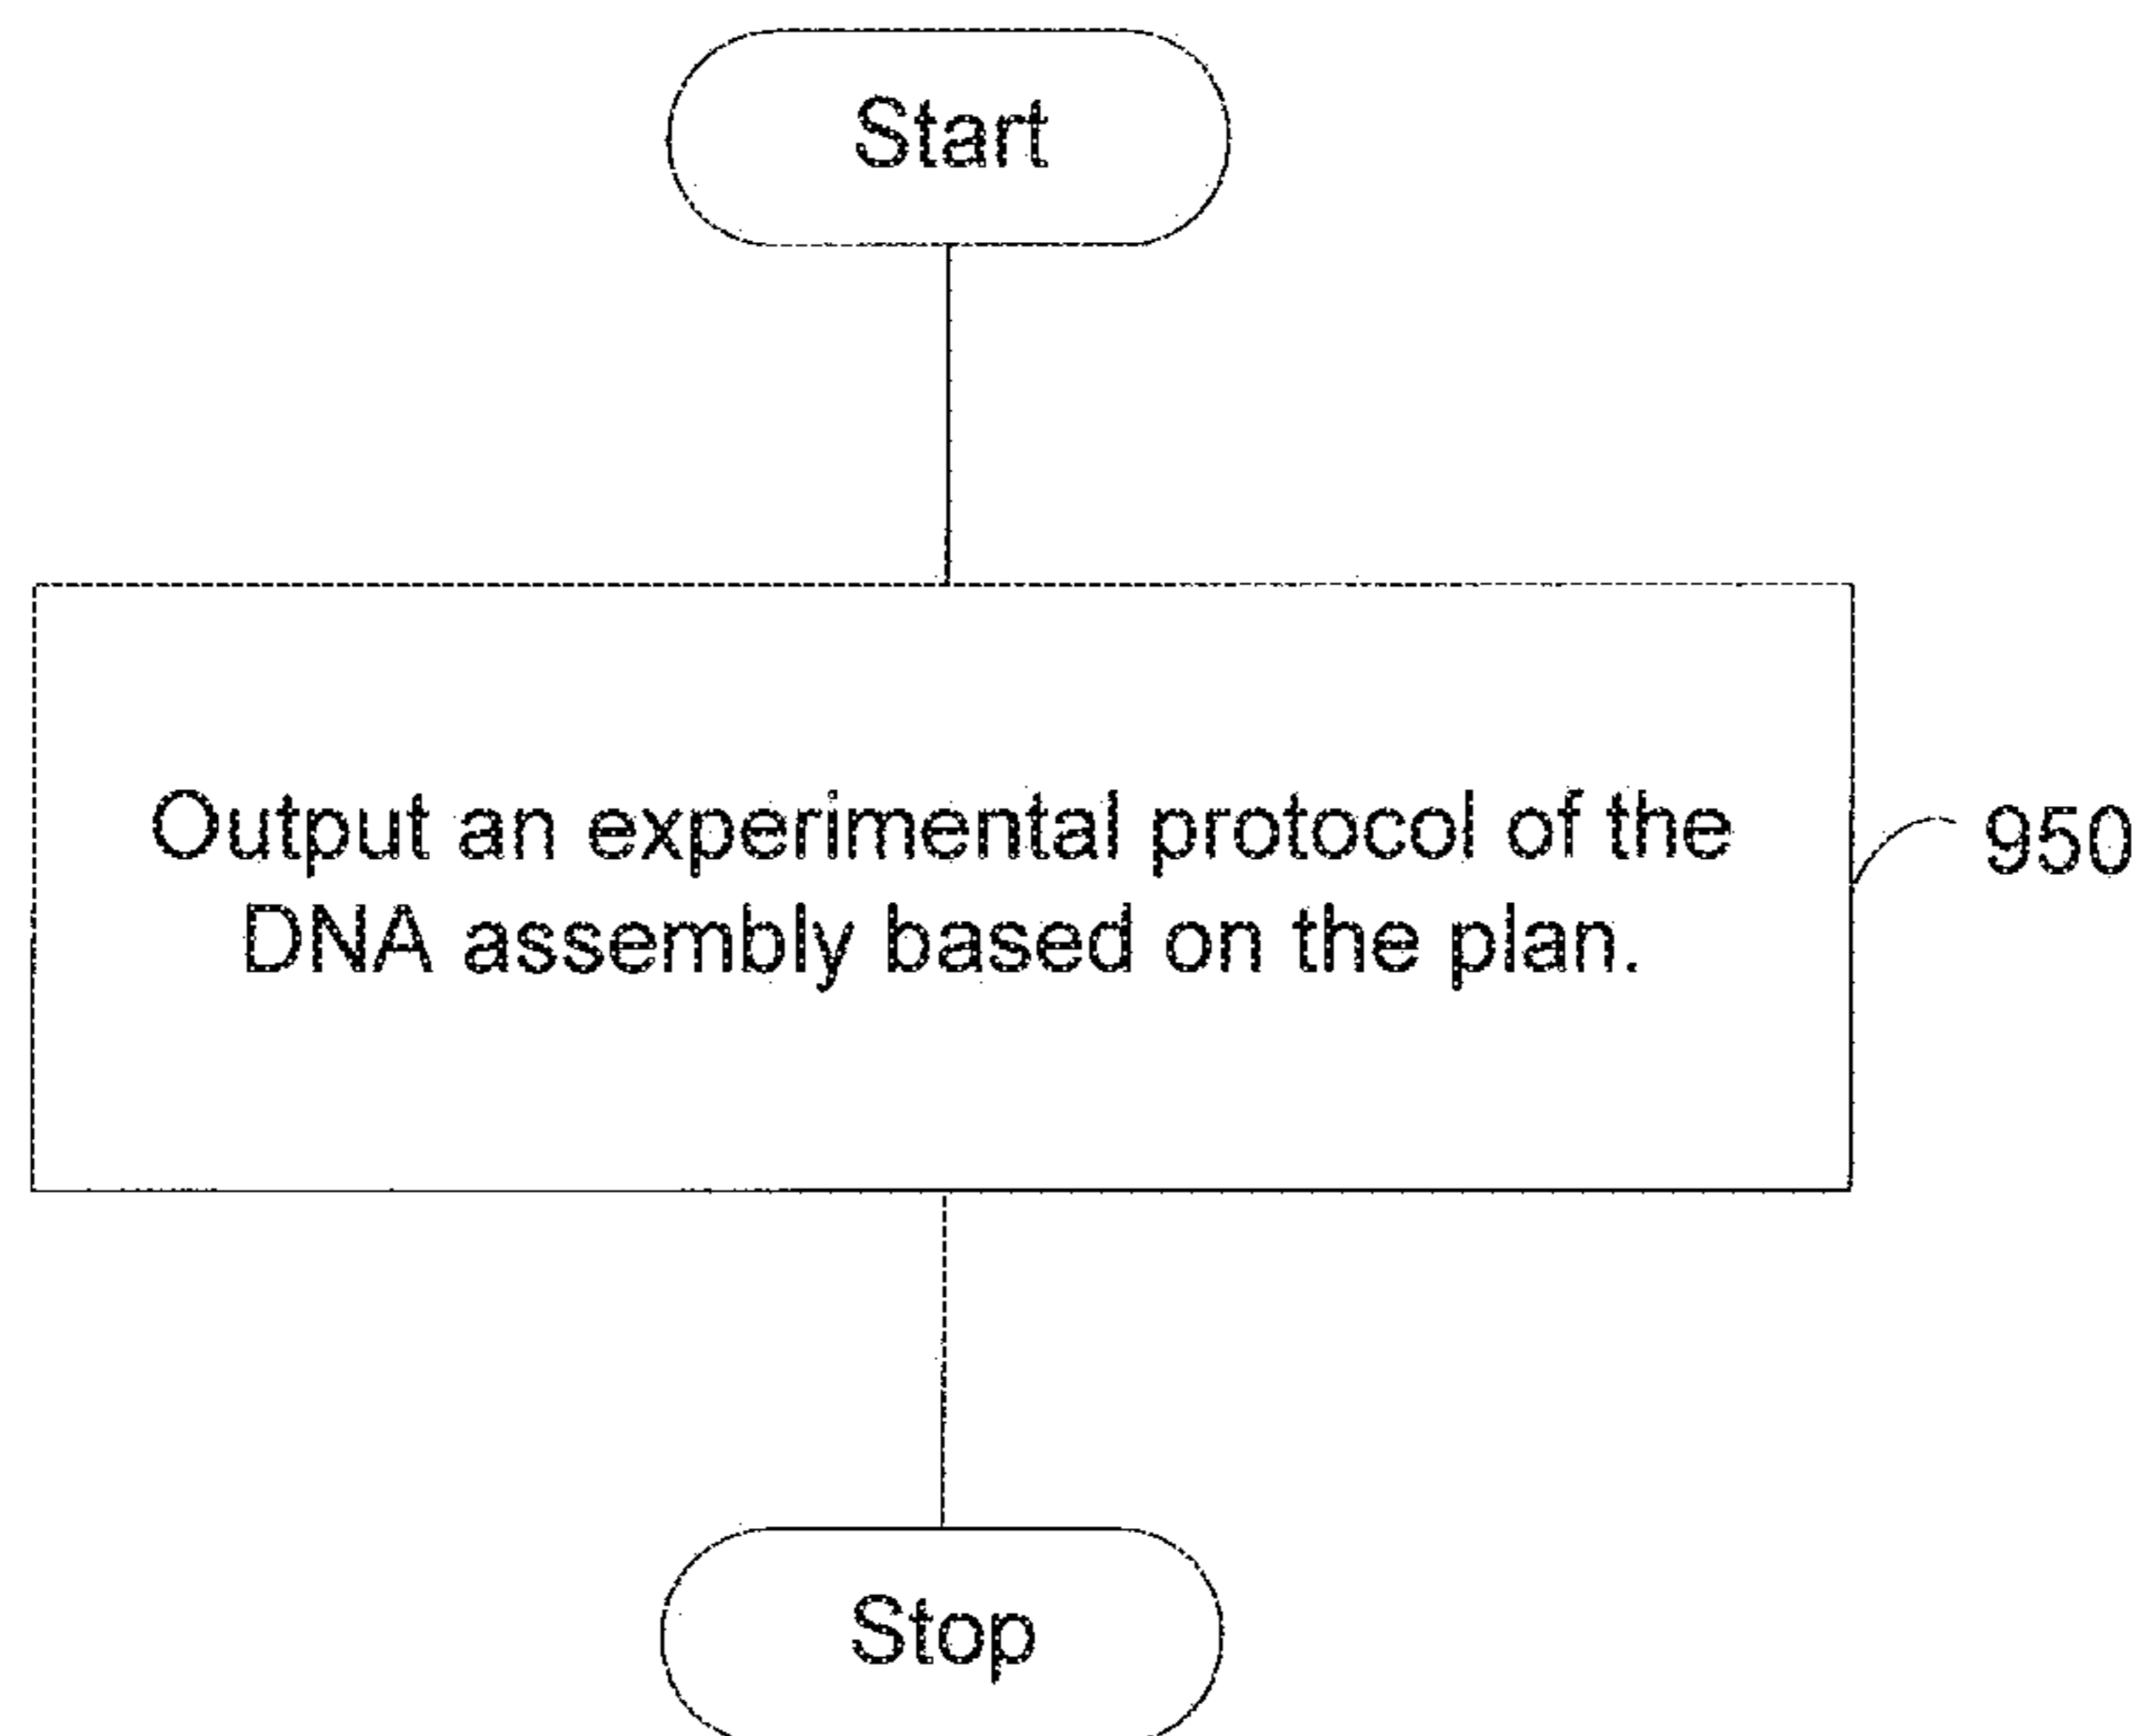 Start
Output an experimental protocol of the
DNA assembly based on the plan.
950
Stop